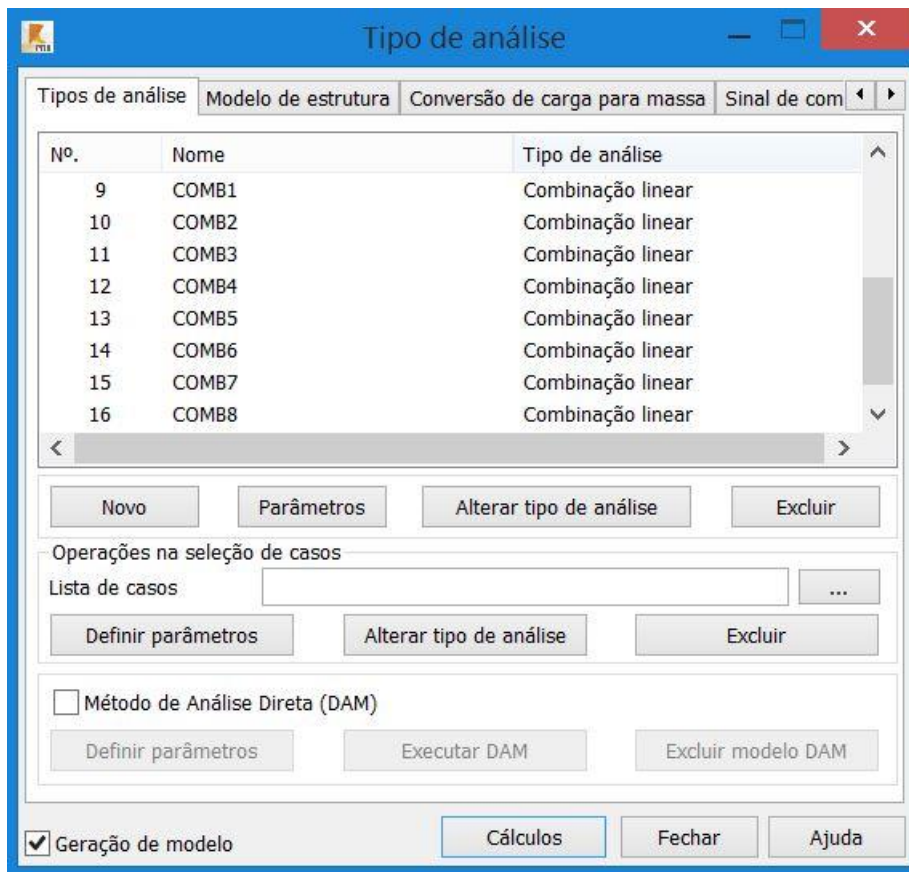 Tipo de análise
Tipos de análise Modelo de estrutura Conversão de carga para massa Sinal de com
Nº. Nome Tipo de análise
9 COMB1 Combinação linear
10 COMB2 Combinação linear
11 COMB3 Combinação linear
12 COMB4 Combinação linear
13 COMB5 Combinação linear
14 COMB6 Combinação linear
15 COMB7 Combinação linear
16 COMB8 Combinação linear
Novo Parâmetros Alterar tipo de análise Excluir
Operações na seleção de casos
Lista de casos ...
Definir parâmetros Alterar tipo de análise Excluir
Método de Análise Direta (DAM)
Definir parâmetros Executar DAM Excluir modelo DAM
Geração de modelo Cálculos Fechar Ajuda